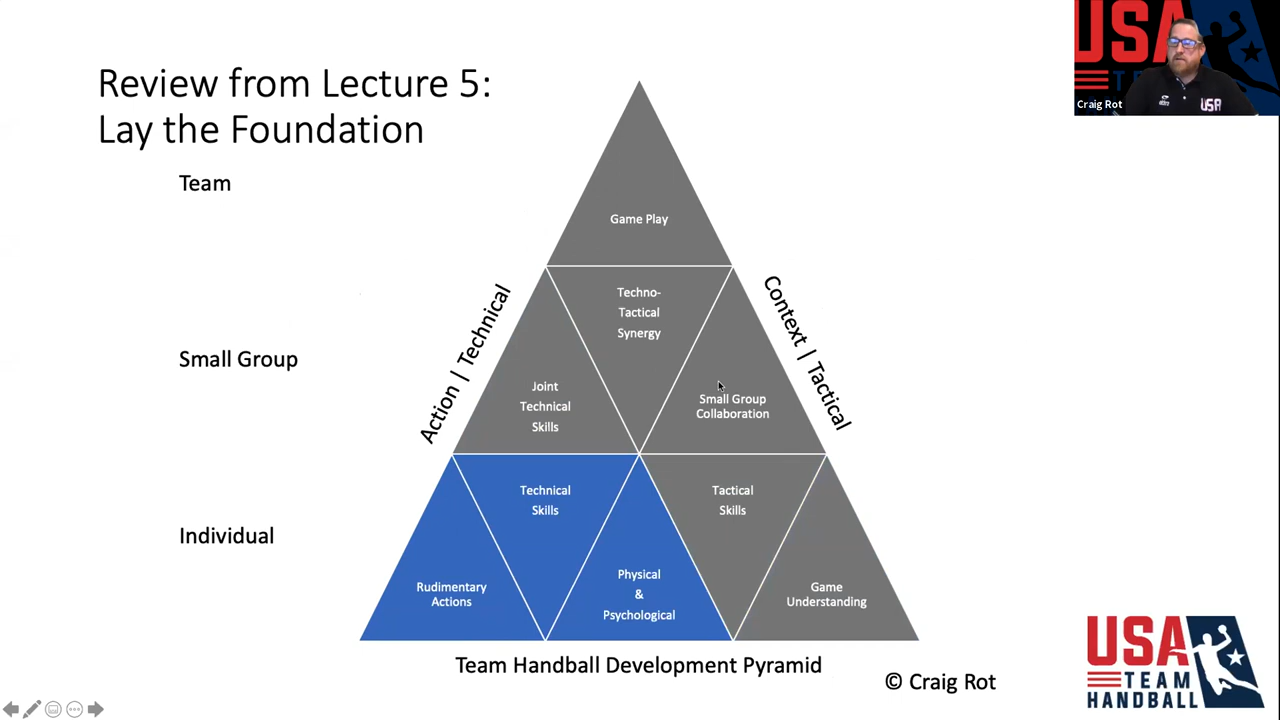 Review from Lecture 5:
Lay the Foundation
USA
Craig Rot
USA
Team
Game Play
Techno-
Tactical
Synergy
Action | Technical
Context | Tactical
Small Group
Joint
Technical
Skills
Small Group
Collaboration
Technical
Skills
Tactical
Skills
Individual
Rudimentary
Actions
Physical
&
Psychological
Game
Understanding
Team Handball Development Pyramid
© Craig Rot
USA
TEAM
HANDBALL